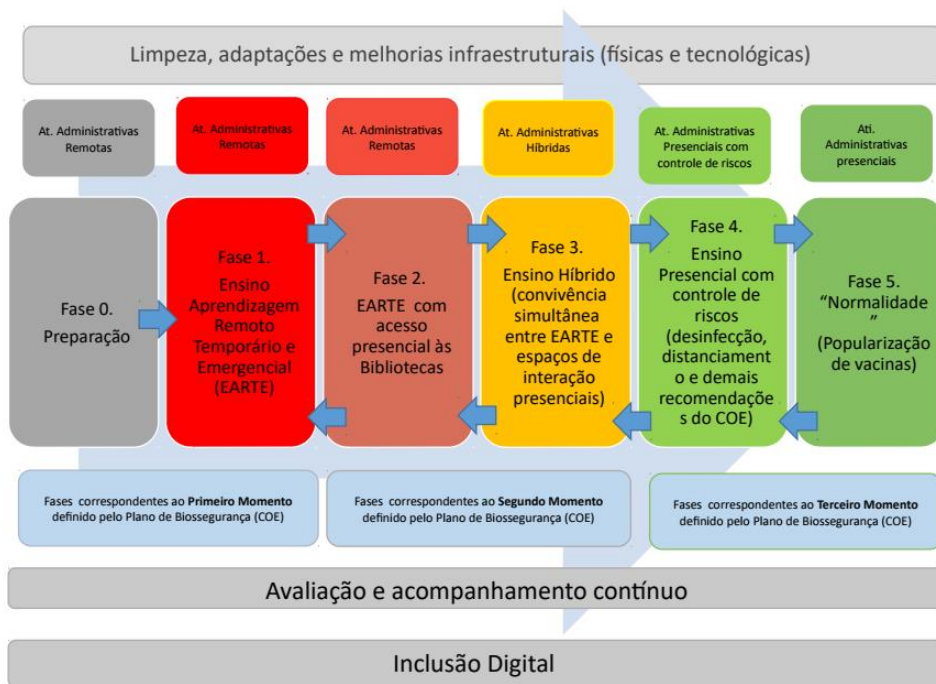 Limpeza, adaptações e melhorias infraestruturais (físicas e tecnológicas)
At. Administrativas
Remotas
At. Administrativas
Remotas
At. Administrativas
Remotas
At. Administrativas
Híbridas
At. Administrativas
Presenciais com
controle de riscos
Ati.
Administrativas
presenciais
Fase 0.
Preparação
Fase 1.
Ensino
Aprendizagem
Remoto
Temporário e
Emergencial
(EARTE)
Fase 2.
EARTE com
acesso
presencial às
Bibliotecas
Fase 3.
Ensino Híbrido
(convivência
simultânea
entre EARTE e
espaços de
interação
presenciais)
Fase 4.
Ensino
Presencial com
controle de
riscos
(desinfecção,
distanciament
o e demais
recomendaçõe
s do COE)
Fase 5.
“Normalidade
”
(Popularização
de vacinas)
Fases correspondentes ao Primeiro Momento
definido pelo Plano de Biossegurança (COE)
Fases correspondentes ao Segundo Momento
definido pelo Plano de Biossegurança (COE)
Fases correspondentes ao Terceiro Momento
definido pelo Plano de Biossegurança (COE)
Avaliação e acompanhamento contínuo
Inclusão Digital